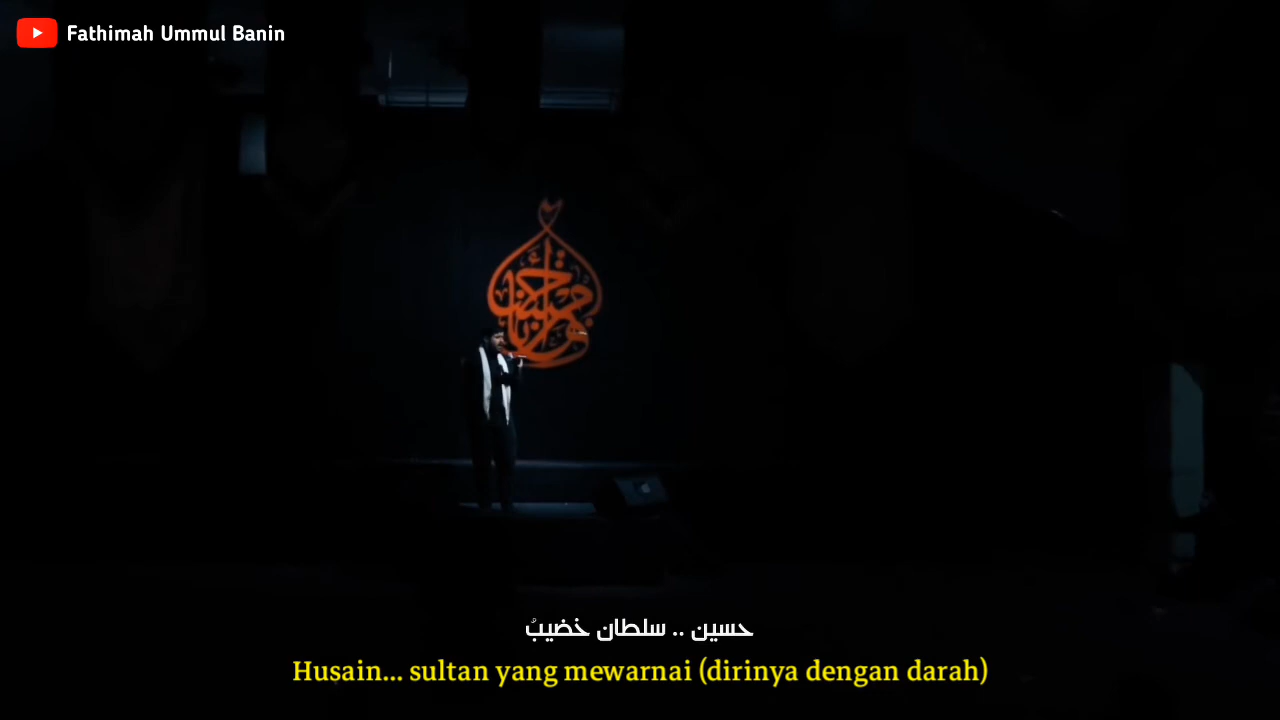 Fathimah Ummul Banin
حسين .. سلطان خضيبُ
Husain... sultan yang mewarnai (dirinya dengan darah)